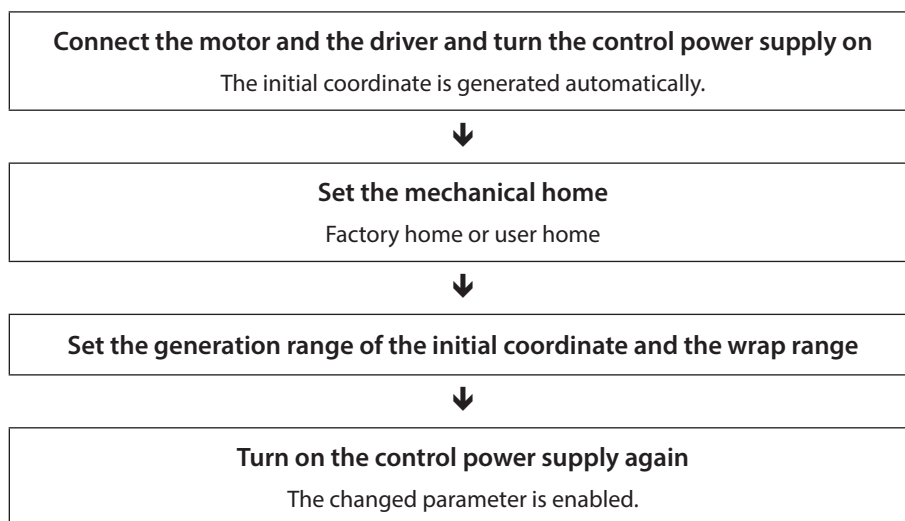 Connect the motor and the driver and turn the control power supply on
The initial coordinate is generated automatically.
Set the mechanical home
Factory home or user home
Set the generation range of the initial coordinate and the wrap range
Turn on the control power supply again
The changed parameter is enabled.